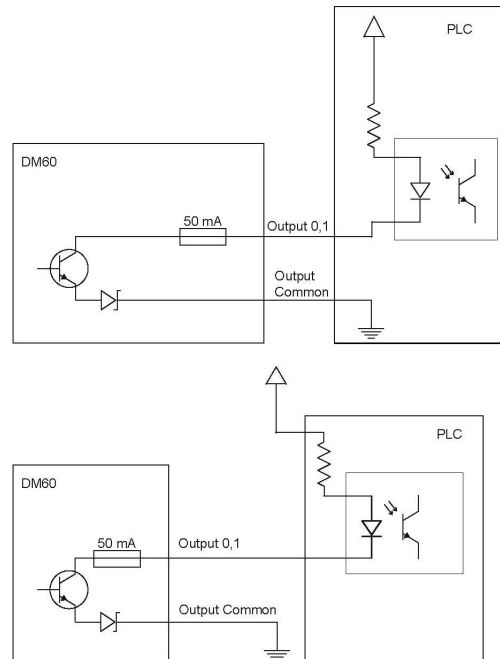 PLC
DM60
50 mA
Output 0,1
Output
Common
PLC
DM60
50 mA
Output 0,1
Output Common